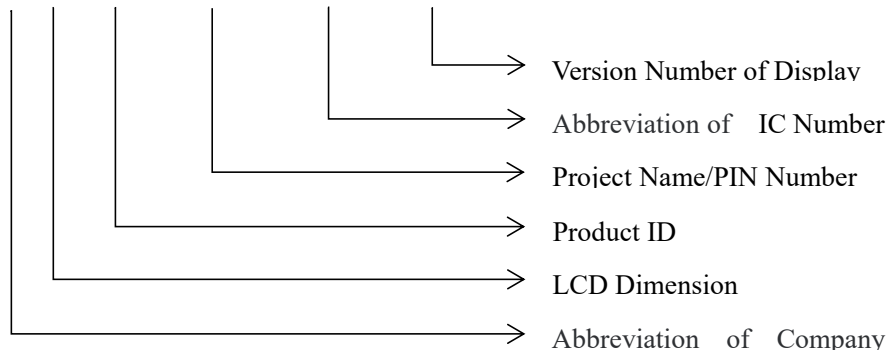 Version Number of Display
Abbreviation of IC Number
Project Name/PIN Number
Product ID
LCD Dimension
Abbreviation of Company